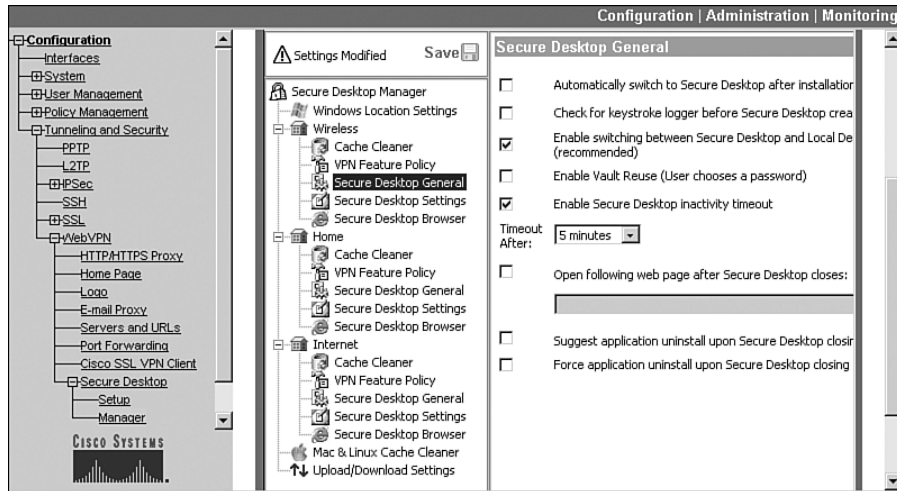 Configuration | Administration | Monitoring
Configuration
Interfaces
System
User Management
Policy Management
Tunneling and Security
PPTP
L2TP
IPSec
SSH
SSL
WebVPN
HTTP/HTTPS Proxy
Home Page
Logo
E-mail Proxy
Servers and URLs
Port Forwarding
Cisco SSL VPN Client
Secure Desktop
Setup
Manager
CISCO SYSTEMS
Settings Modified
Save
Secure Desktop Manager
Windows Location Settings
Wireless
Cache Cleaner
VPN Feature Policy
Secure Desktop General
Secure Desktop Settings
Secure Desktop Browser
Home
Cache Cleaner
VPN Feature Policy
Secure Desktop General
Secure Desktop Settings
Secure Desktop Browser
Internet
Cache Cleaner
VPN Feature Policy
Secure Desktop General
Secure Desktop Settings
Secure Desktop Browser
Mac & Linux Cache Cleaner
Upload/Download Settings
Secure Desktop General
Automatically switch to Secure Desktop after installation
Check for keystroke logger before Secure Desktop crea
Enable switching between Secure Desktop and Local De
(recommended)
Enable Vault Reuse (User chooses a password)
Enable Secure Desktop inactivity timeout
Timeout
After:
5 minutes
Open following web page after Secure Desktop closes:
Suggest application uninstall upon Secure Desktop closir
Force application uninstall upon Secure Desktop closing